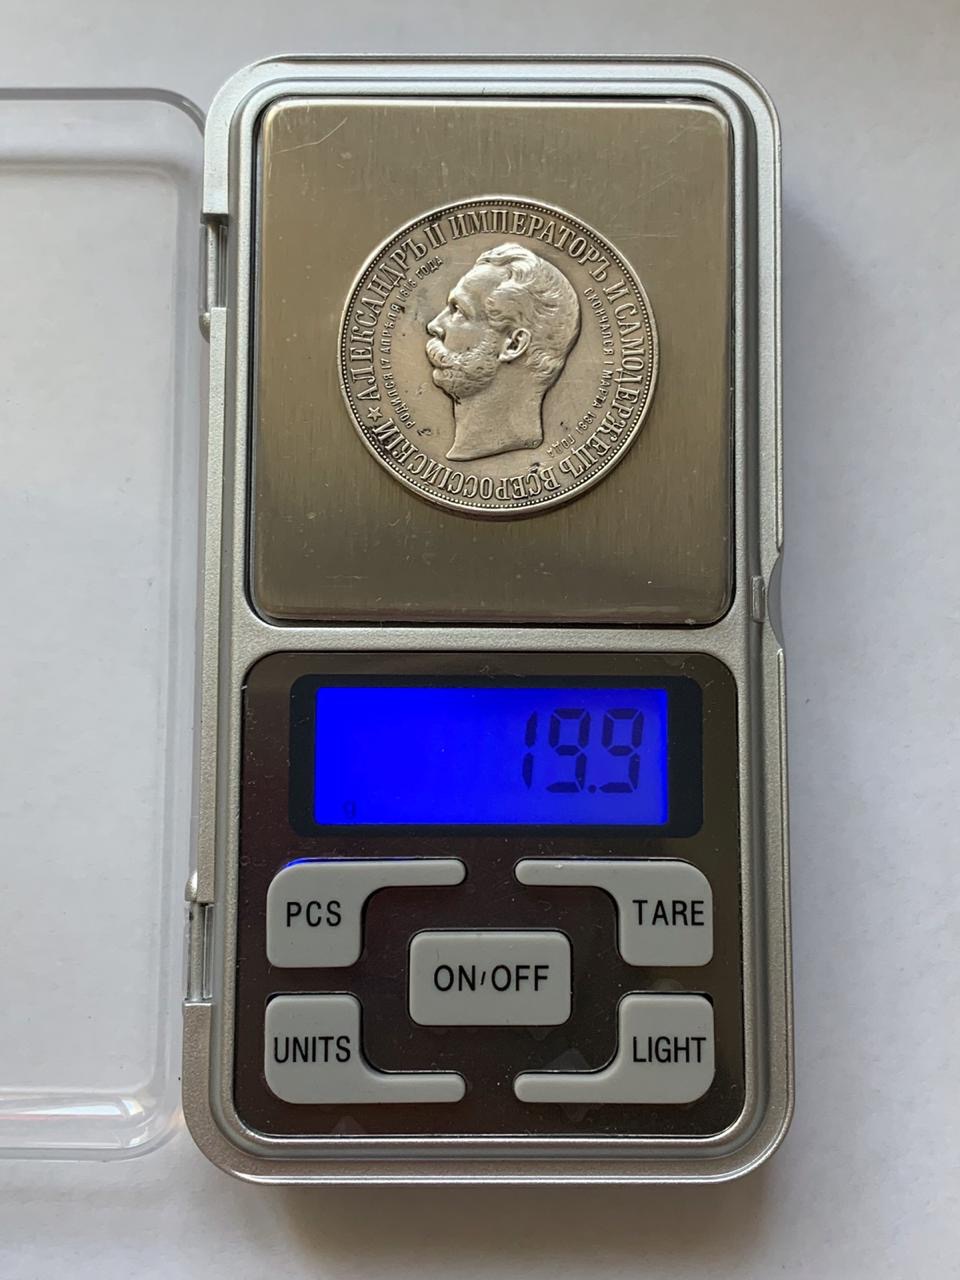 ★ АЛЕКСАНДРЪ II ИМПЕРАТОРЪ И САМОДЕРЖЕЦЪ ВСЕРОССІЙСКІЙ
РОДИЛСЯ 17 АПРѢЛЯ 1818 ГОДА
СКОНЧАЛСЯ 1 МАРТА 1881 ГОДА
19.9
g
PCS
TARE
ON/OFF
UNITS
LIGHT